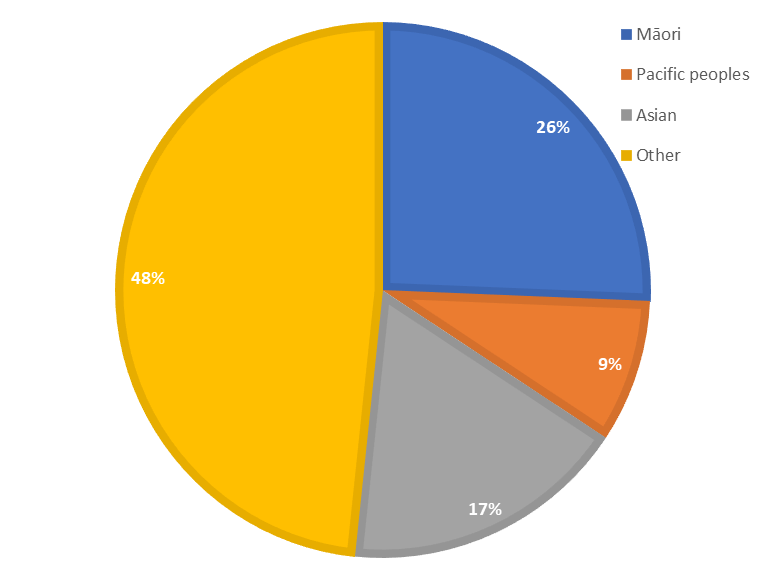 Māori
Pacific peoples
Asian
Other
26%
9%
17%
48%